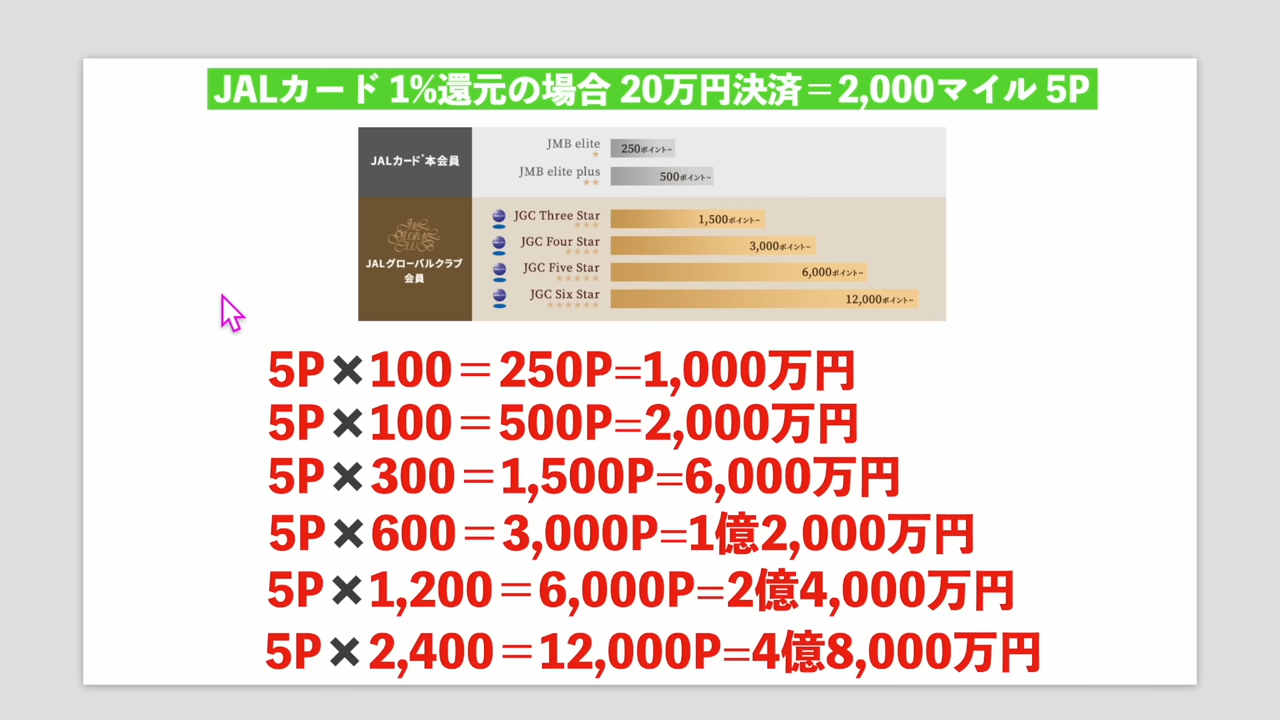 JALカード 1%還元の場合 20万円決済＝2,000マイル 5P
JALカード*本会員
JMB elite
★
250ポイント~
JMB elite plus
★★
500ポイント~
JAL GLOBAL CLUB
JALグローバルクラブ
会員
JGC Three Star
★★★
1,500ポイント~
JGC Four Star
★★★★
3,000ポイント~
JGC Five Star
★★★★★
6,000ポイント~
JGC Six Star
★★★★★★
12,000ポイント~
5P✖100＝250P=1,000万円
5P✖100＝500P=2,000万円
5P✖300＝1,500P=6,000万円
5P✖600＝3,000P=1億2,000万円
5P✖1,200＝6,000P=2億4,000万円
5P✖2,400＝12,000P=4億8,000万円